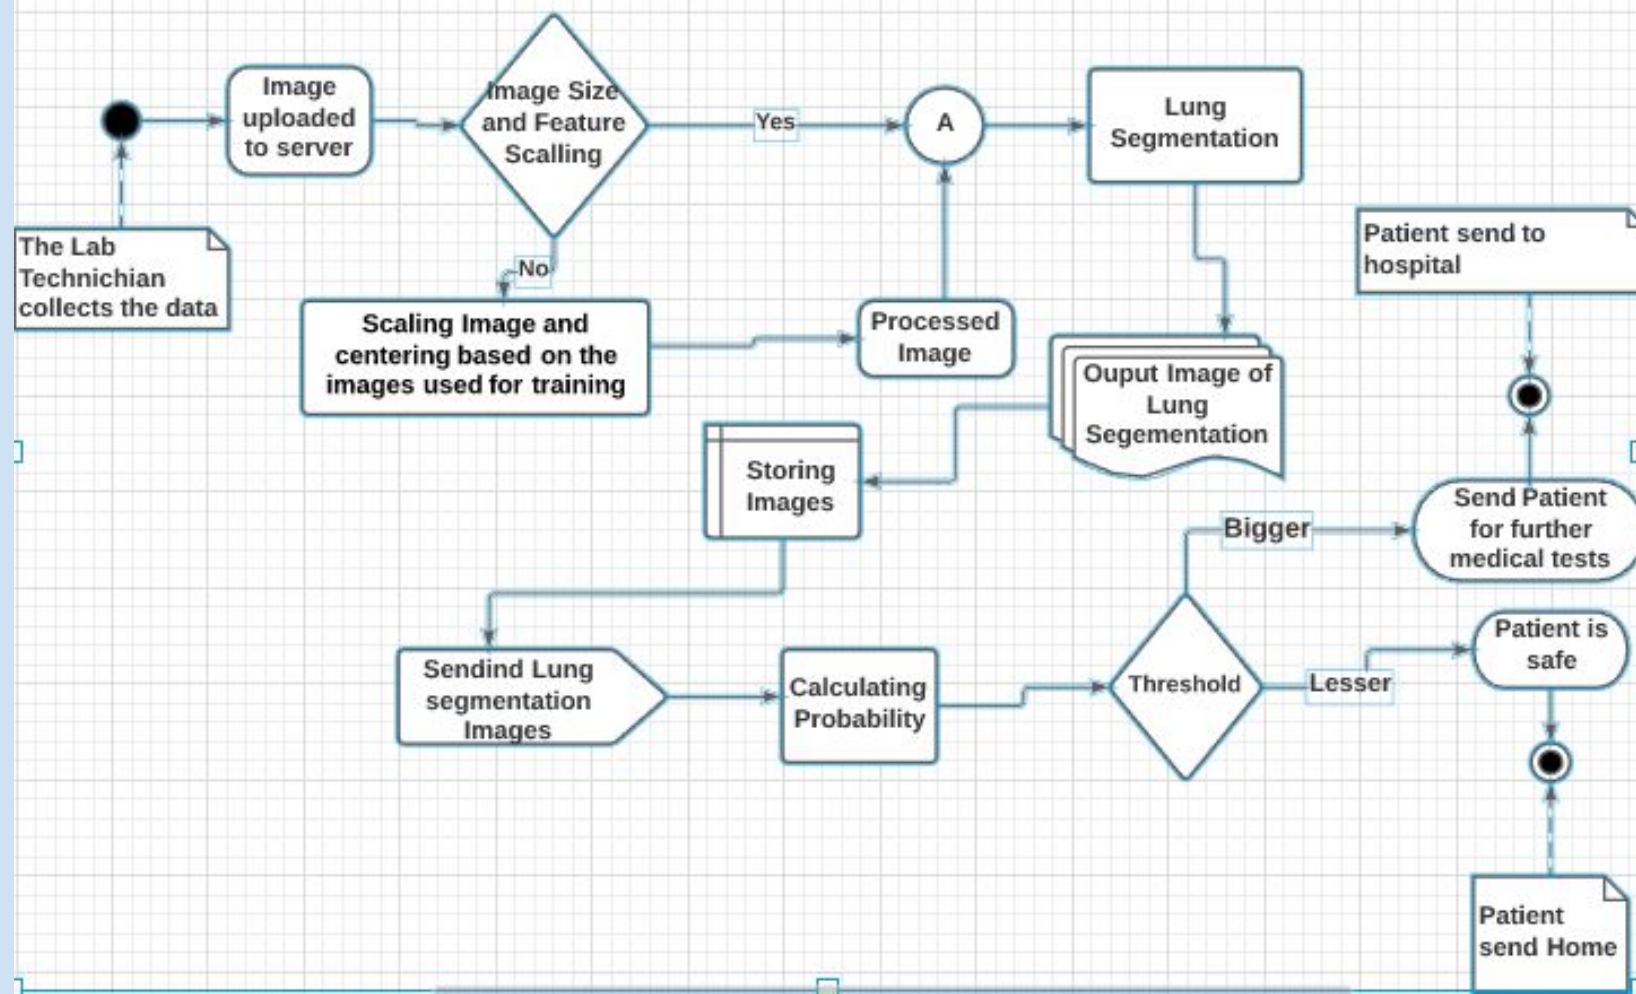 Image
uploaded
to server
Image Size
and Feature
Scalling
Yes
A
Lung
Segmentation
The Lab
Technichian
collects the data
No
Scaling Image and
centering based on the
images used for training
Processed
Image
Patient send to
hospital
Ouput Image of
Lung
Segementation
Storing
Images
Bigger
Send Patient
for further
medical tests
Sendind Lung
segmentation
Images
Calculating
Probability
Threshold
Lesser
Patient is
safe
Patient
send Home